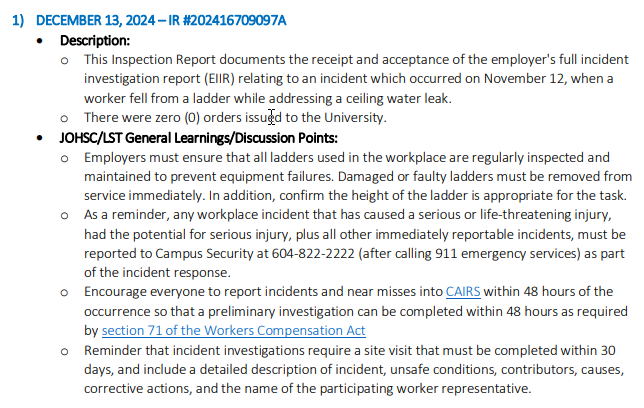 1) DECEMBER 13, 2024 – IR #202416709097A
• Description:
o This Inspection Report documents the receipt and acceptance of the employer's full incident
investigation report (EIIR) relating to an incident which occurred on November 12, when a
worker fell from a ladder while addressing a ceiling water leak.
o There were zero (0) orders issued to the University.
• JOHSC/LST General Learnings/Discussion Points:
o Employers must ensure that all ladders used in the workplace are regularly inspected and
maintained to prevent equipment failures. Damaged or faulty ladders must be removed from
service immediately. In addition, confirm the height of the ladder is appropriate for the task.
o As a reminder, any workplace incident that has caused a serious or life-threatening injury,
had the potential for serious injury, plus all other immediately reportable incidents, must be
reported to Campus Security at 604-822-2222 (after calling 911 emergency services) as part
of the incident response.
o Encourage everyone to report incidents and near misses into CAIRS within 48 hours of the
occurrence so that a preliminary investigation can be completed within 48 hours as required
by section 71 of the Workers Compensation Act
o Reminder that incident investigations require a site visit that must be completed within 30
days, and include a detailed description of incident, unsafe conditions, contributors, causes,
corrective actions, and the name of the participating worker representative.